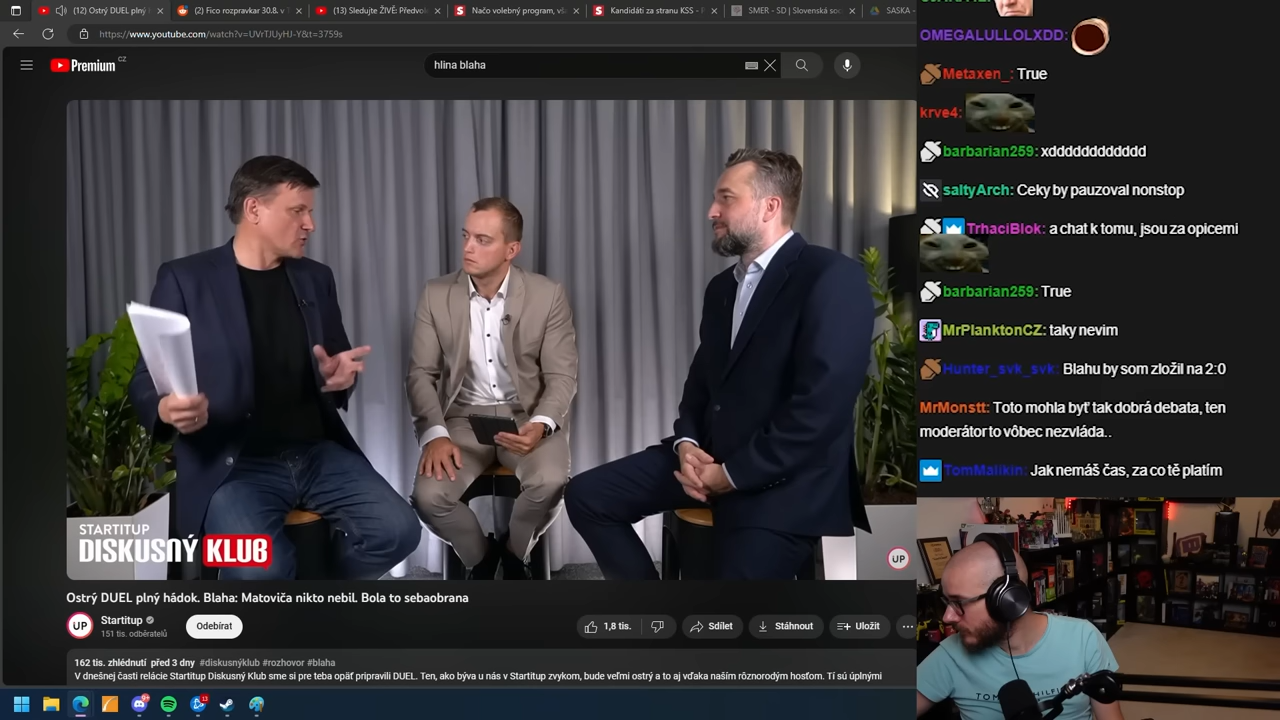 (12) Ostrý DUEL plný h
(2) Fico rozpravkar 30.8. v T
(13) Sledujte ŽIVĚ: Předvol
Načo volebný program, vša
Kandidáti za stranu KSS - P
SMER - SD | Slovenská soc
SASKA -
https://www.youtube.com/watch?v=UVrTJUyHJ-Y&t=3759s
Premium CZ
hlina blaha
STARTITUP
DISKUSNÝ KLUB
UP
Ostrý DUEL plný hádok. Blaha: Matoviča nikto nebil. Bola to sebaobrana
UP
Startitup
151 tis. odběratelů
Odebírat
1,8 tis.
Sdílet
Stáhnout
Uložit
162 tis. zhlédnutí před 3 dny #diskusnýklub #rozhovor #blaha
V dnešnej časti relácie Startitup Diskusný Klub sme si pre teba opäť pripravili DUEL. Ten, ako býva u nás v Startitup zvykom, bude veľmi ostrý a to aj vďaka naším rôznorodým hosťom. Tí sú úplnými
OMEGALULLOLXDD:
Metaxen_: True
krve4:
barbarian259: xdddddddddddd
saltyArch: Ceky by pauzoval nonstop
TrhaciBlok: a chat k tomu, jsou za opicemi
barbarian259: True
MrPlanktonCZ: taky nevim
Hunter_svk_svk: Blahu by som zložil na 2:0
MrMonstt: Toto mohla byť tak dobrá debata, ten
moderátor to vôbec nezvláda..
TomMalikin: Jak nemáš čas, za co tě platím